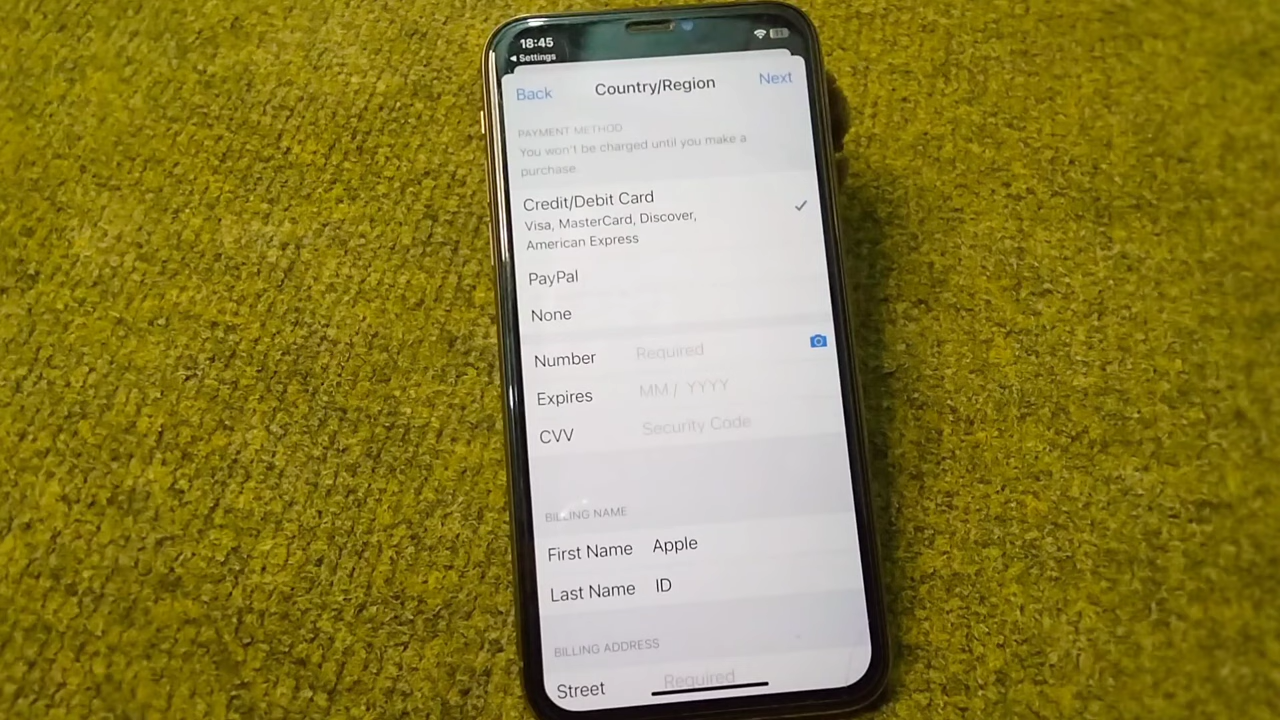 18:45
◄ Settings
Back Country/Region Next
PAYMENT METHOD
You won't be charged until you make a
purchase.
Credit/Debit Card
Visa, MasterCard, Discover,
American Express
PayPal
None
Number Required
Expires MM / YYYY
CVV Security Code
BILLING NAME
First Name Apple
Last Name ID
BILLING ADDRESS
Street Required